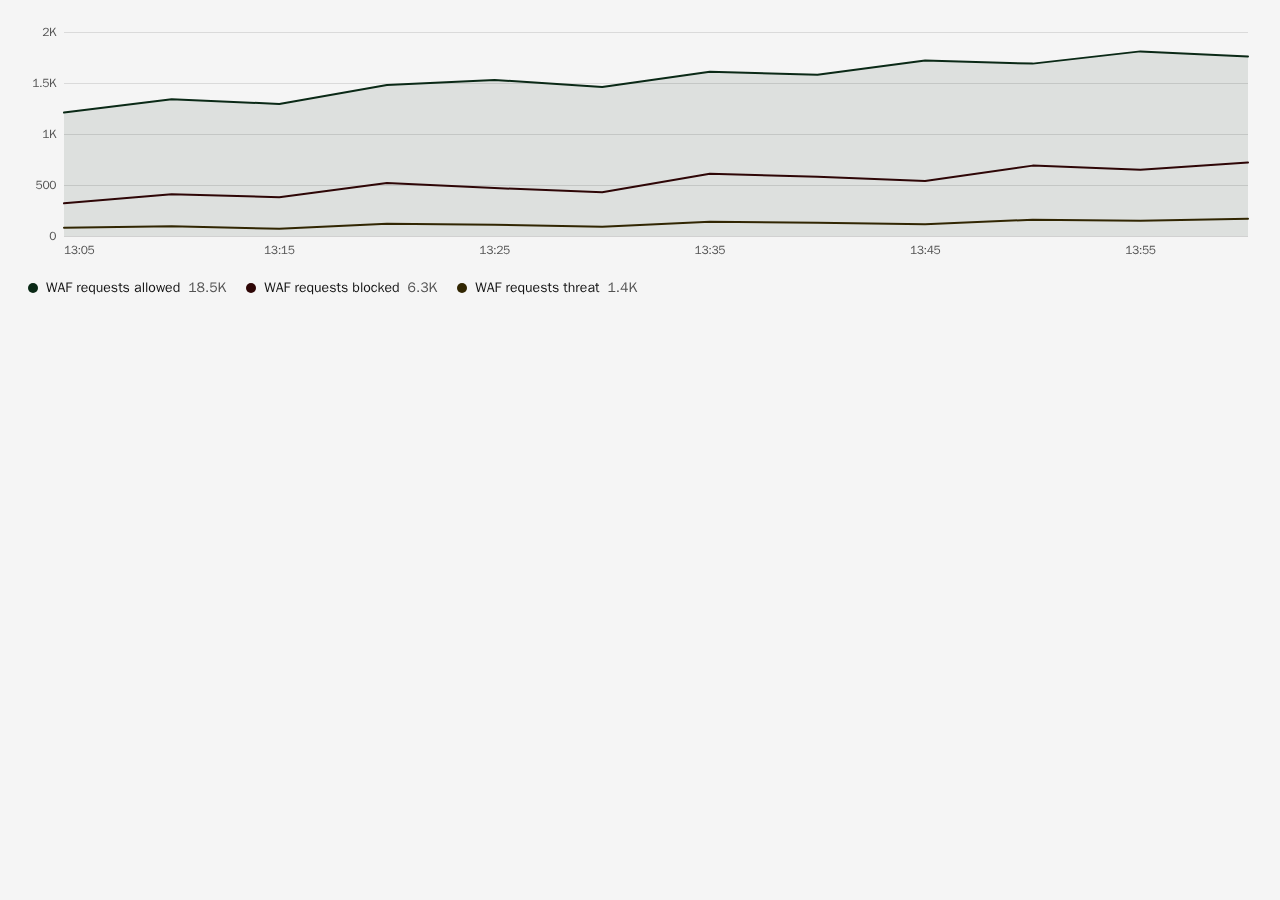 2K
1.5K
1K
500
0
13:05 13:15 13:25 13:35 13:45 13:55
WAF requests allowed 18.5K WAF requests blocked 6.3K WAF requests threat 1.4K